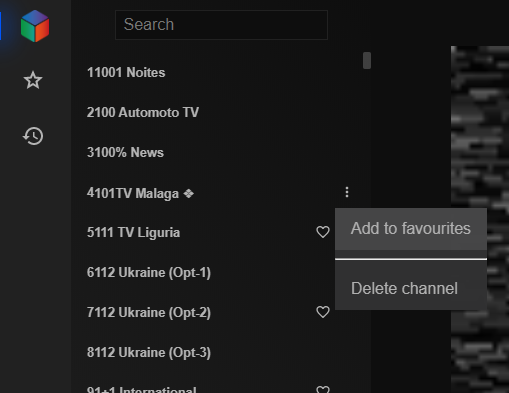 Search
11001 Noites
2100 Automoto TV
3100% News
4101TV Malaga ❖
5111 TV Liguria
Add to favourites
6112 Ukraine (Opt-1)
Delete channel
7112 Ukraine (Opt-2)
8112 Ukraine (Opt-3)
91+1 International